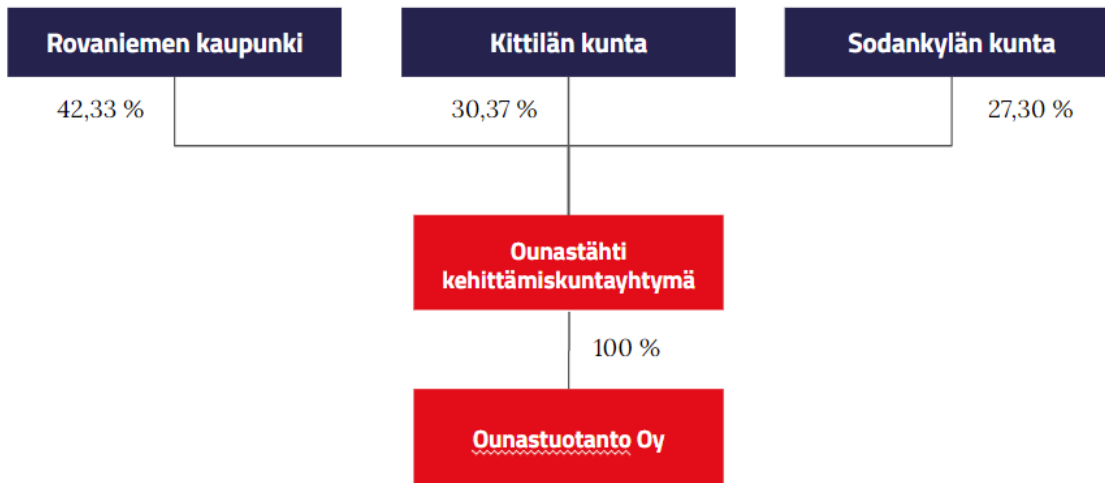 Rovaniemen kaupunki
Kittilän kunta
Sodankylän kunta
42,33 %
30,37 %
27,30 %
Ounastähti
kehittämiskuntayhtymä
100 %
Ounastuotanto Oy